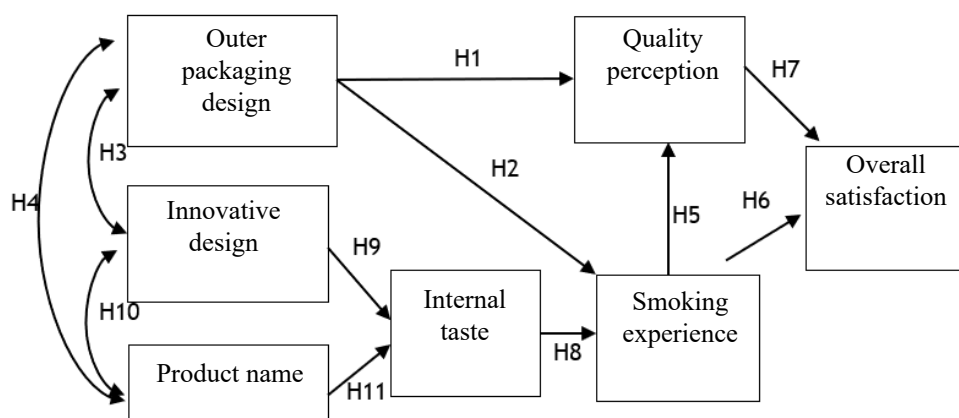 Outer
packaging
design
H1
Quality
perception
H7
H3
H2
Overall
satisfaction
H4
Innovative
design
H9
H5
H6
H10
Internal
taste
H8
Smoking
experience
Product name
H11